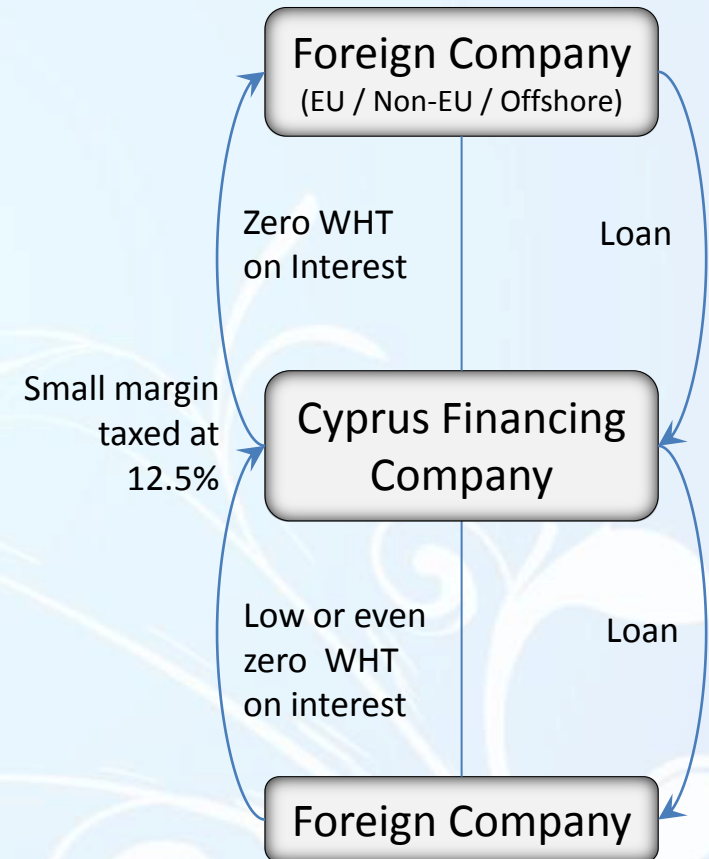 Foreign Company
(EU / Non-EU / Offshore)
Zero WHT
on Interest
Loan
Small margin
taxed at
12.5%
Cyprus Financing
Company
Low or even
zero WHT
on interest
Loan
Foreign Company